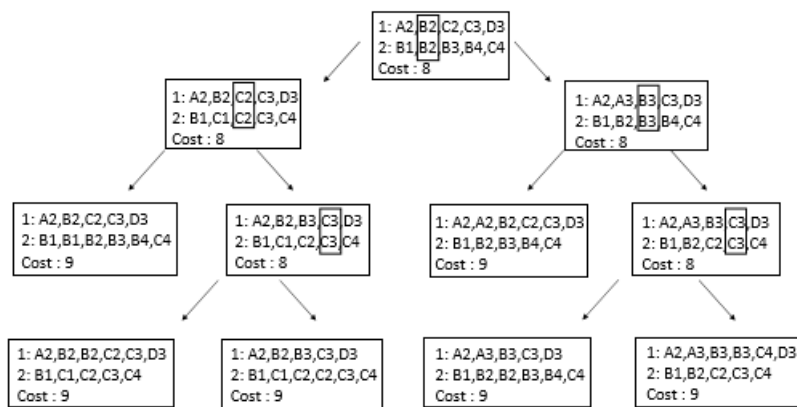 1: A2,B2,C2,C3,D3
2: B1,B2,B3,B4,C4
Cost : 8
1: A2,B2,C2,C3,D3
2: B1,C1,C2,C3,C4
Cost : 8
1: A2,A3,B3,C3,D3
2: B1,B2,B3,B4,C4
Cost : 8
1: A2,B2,C2,C3,D3
2: B1,B1,B2,B3,B4,C4
Cost : 9
1: A2,B2,B3,C3,D3
2: B1,C1,C2,C3,C4
Cost : 8
1: A2,A2,B2,C2,C3,D3
2: B1,B2,B3,B4,C4
Cost : 9
1: A2,A3,B3,C3,D3
2: B1,B2,C2,C3,C4
Cost : 8
1: A2,B2,B2,C2,C3,D3
2: B1,C1,C2,C3,C4
Cost : 9
1: A2,B2,B3,C3,D3
2: B1,C1,C2,C2,C3,C4
Cost : 9
1: A2,A3,B3,C3,D3
2: B1,B2,B2,B3,B4,C4
Cost : 9
1: A2,A3,B3,B3,C4,D3
2: B1,B2,C2,C3,C4
Cost : 9